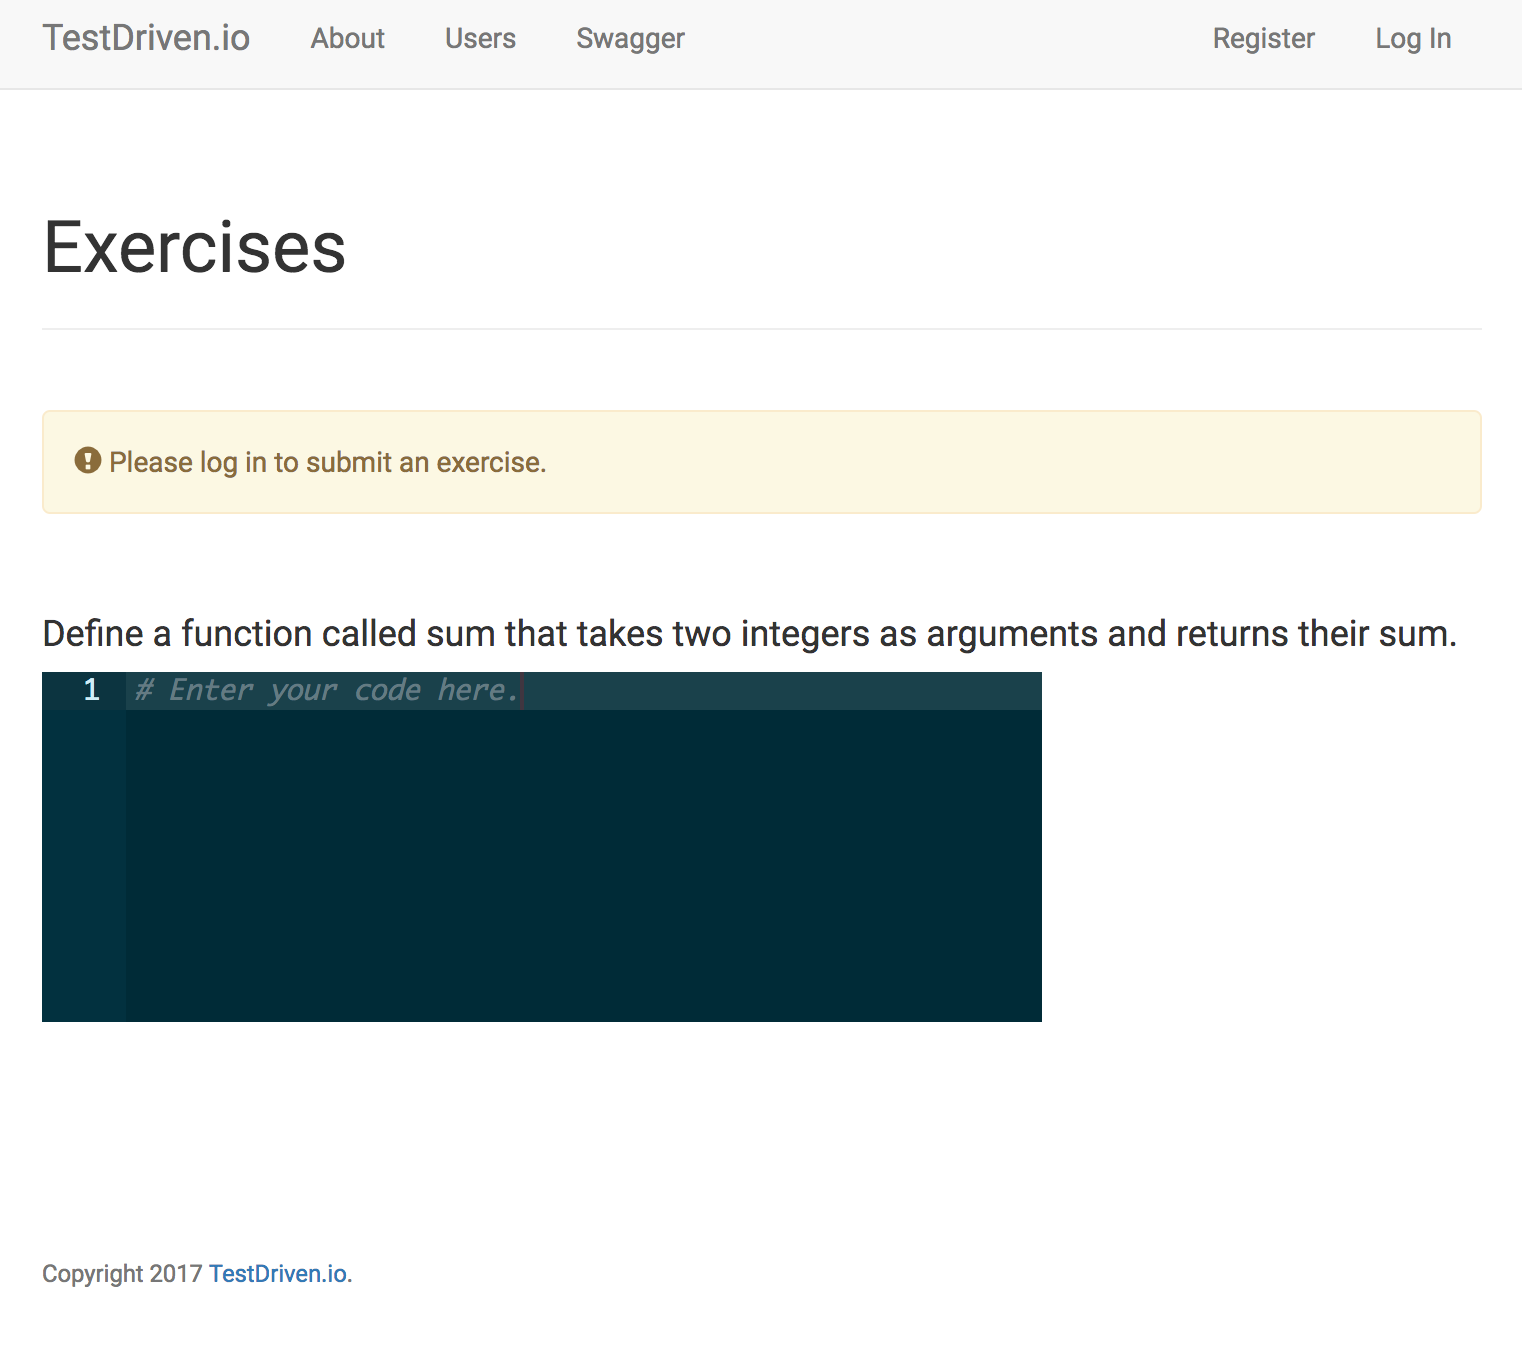 TestDriven.io About Users Swagger Register Log In
Exercises
Please log in to submit an exercise.
Define a function called sum that takes two integers as arguments and returns their sum.
1 # Enter your code here.
Copyright 2017 TestDriven.io.